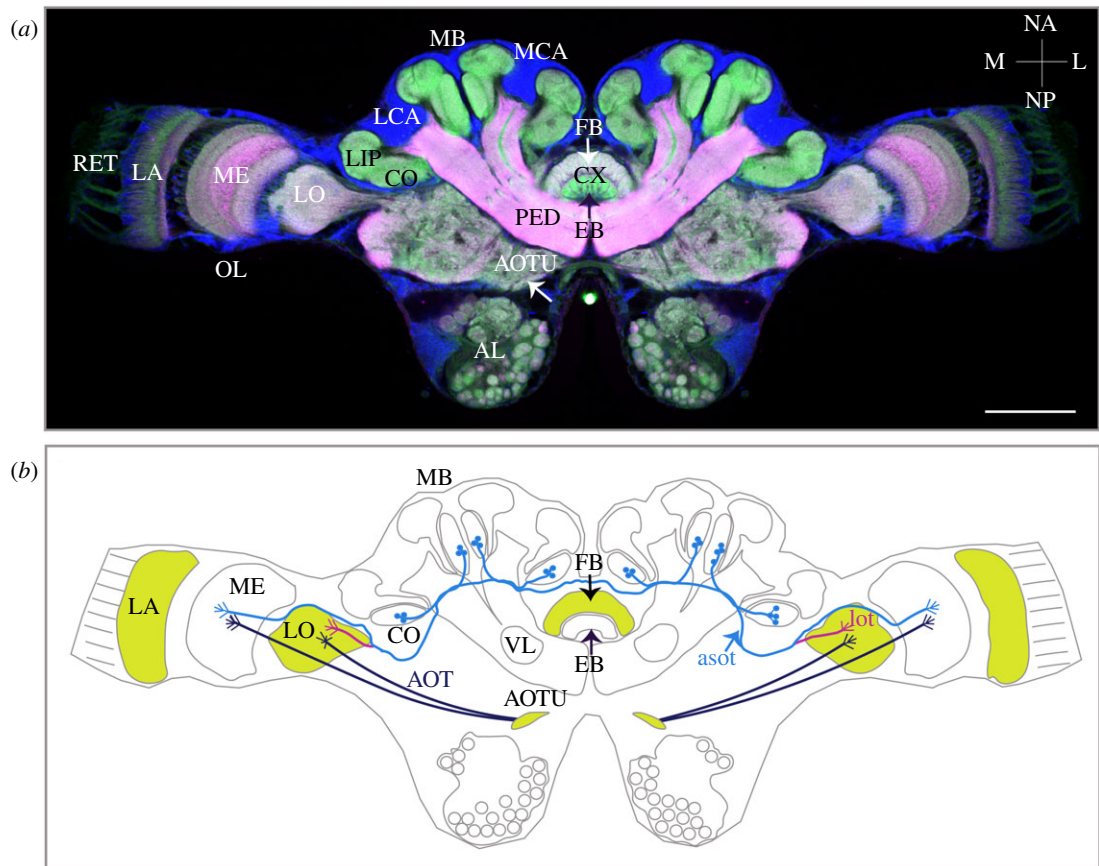 (a)
MB
MCA
NA
M
L
NP
LCA
FB
RET
LA
ME
LIP
CO
CX
LO
PED
EB
OL
AOTU
AL
(b)
MB
FB
ME
LA
LO
CO
VL
EB
lot
asot
AOT
AOTU